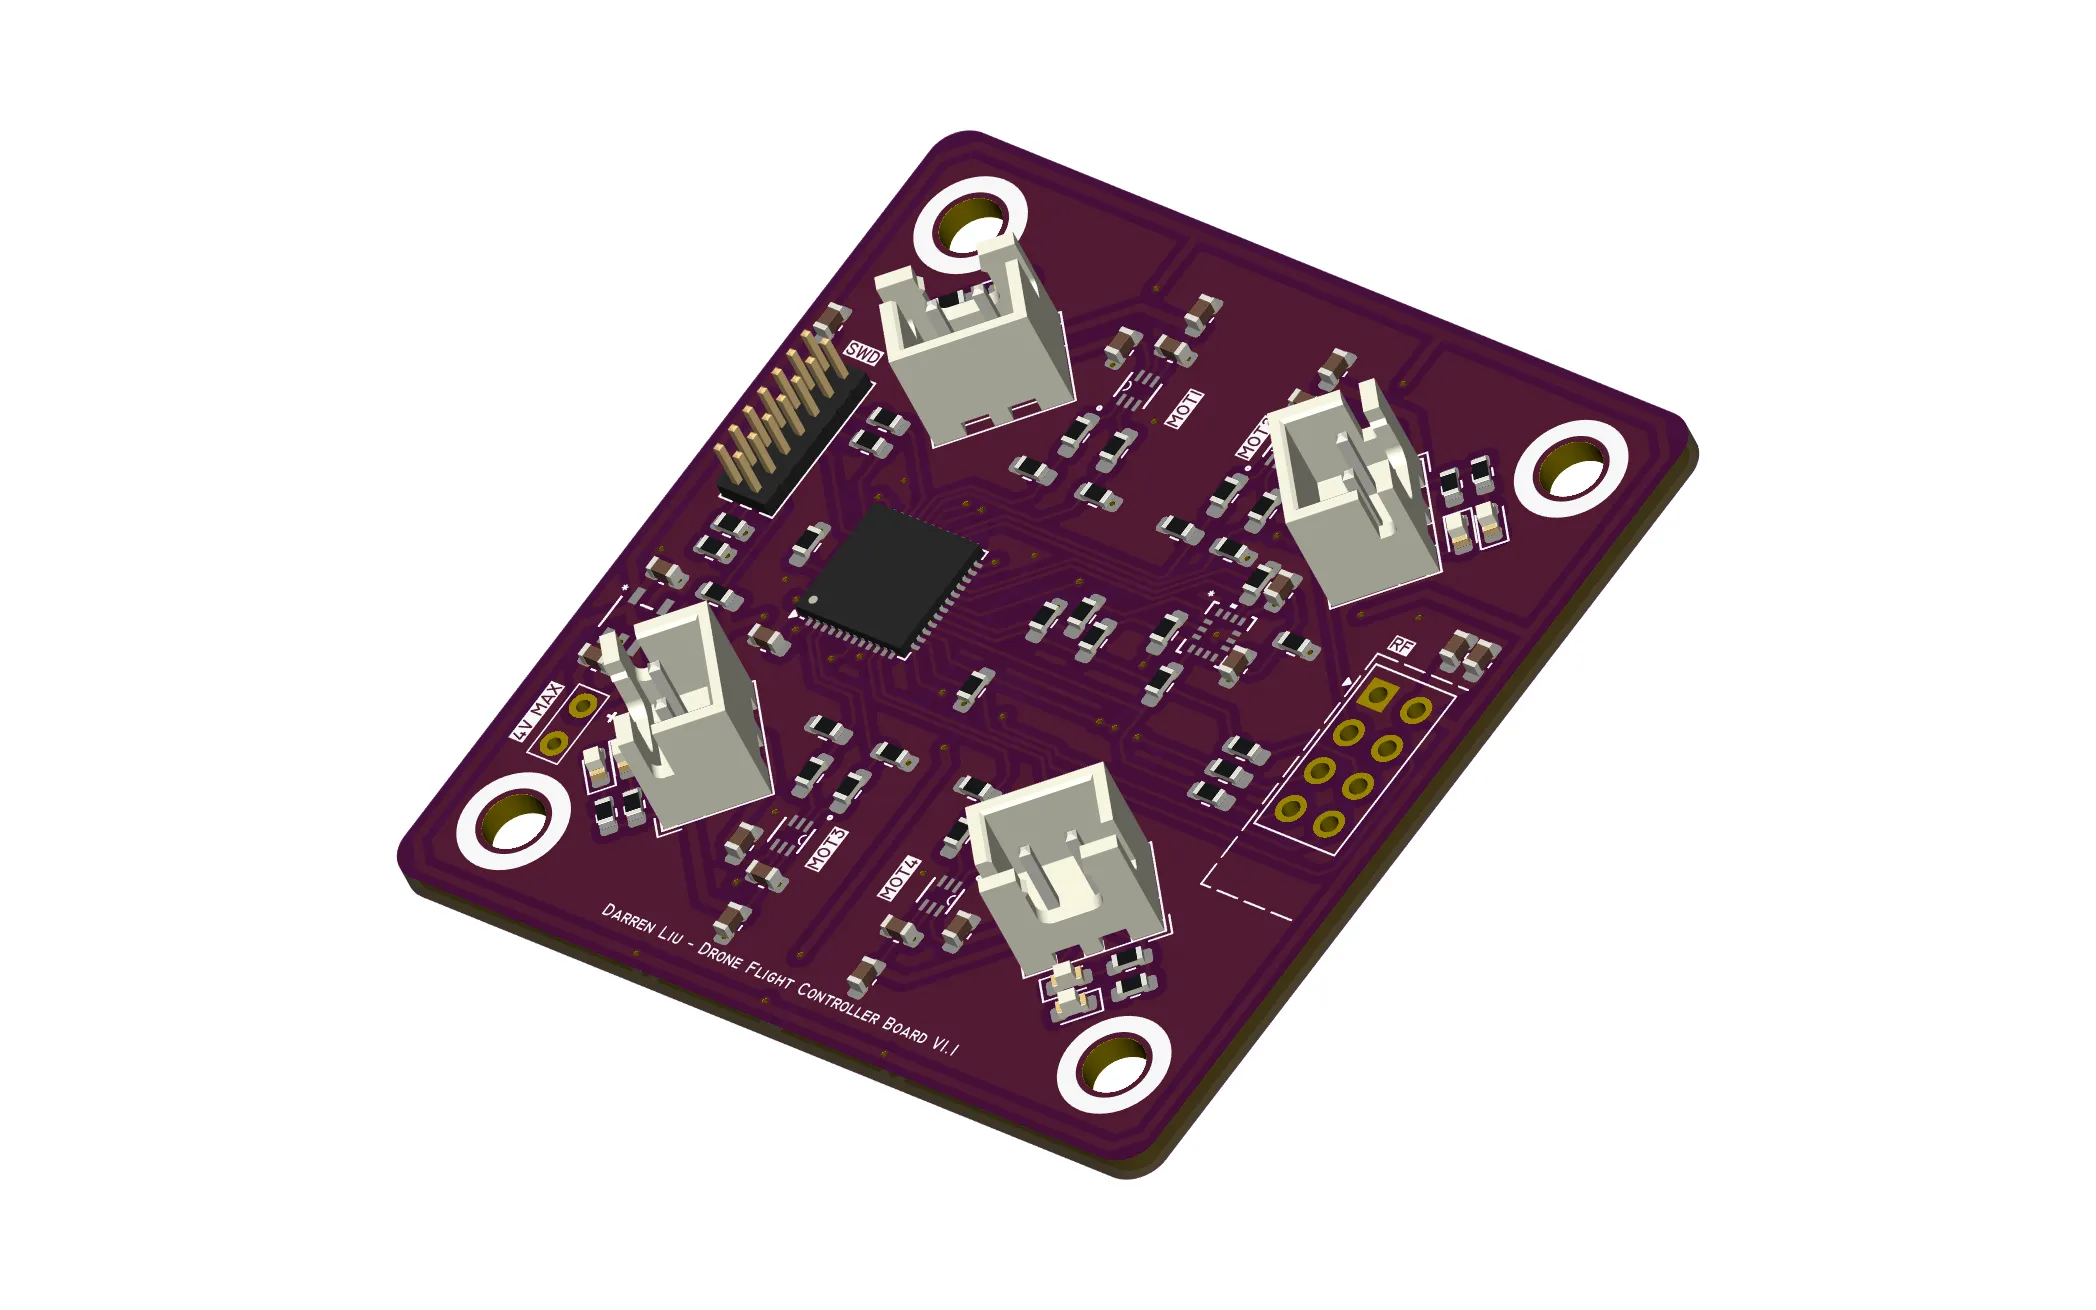 SWD
MOT1
MOT2
RF
4V MAX
MOT3
MOT4
DARREN LIU - DRONE FLIGHT CONTROLLER BOARD V1.1